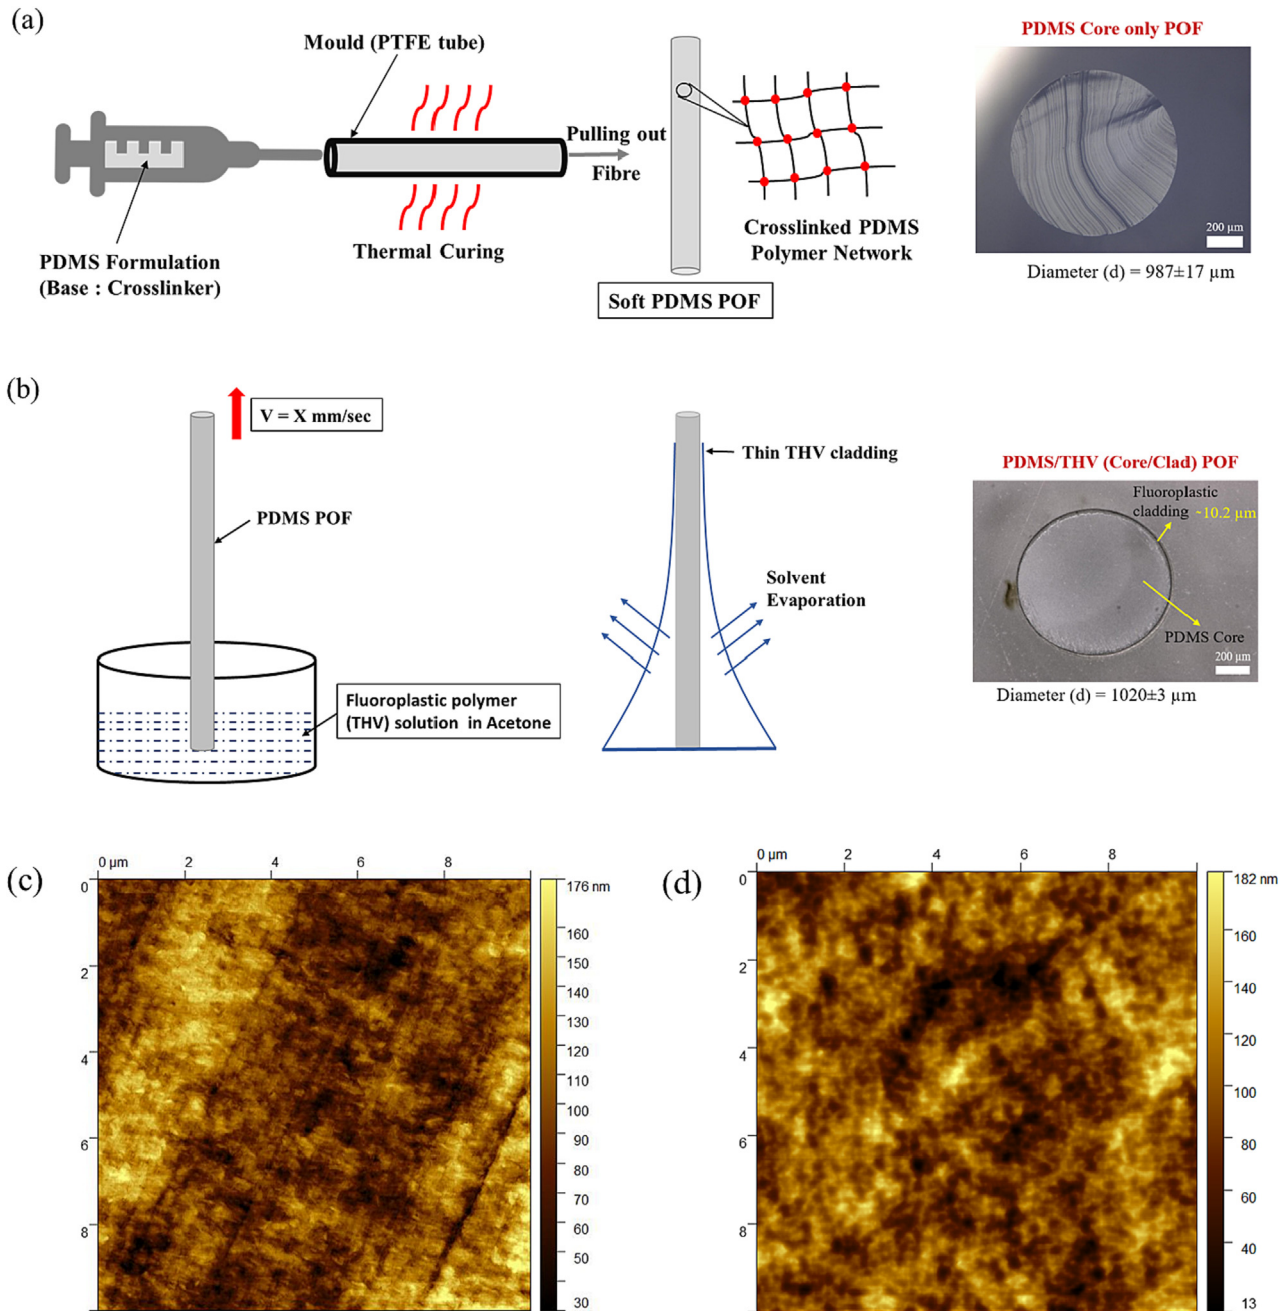 (a)
PDMS Core only POF
Mould (PTFE tube)
Pulling out
Fibre
Thermal Curing
PDMS Formulation
(Base : Crosslinker)
Crosslinked PDMS
Polymer Network
Soft PDMS POF
200 µm
Diameter (d) = 987±17 µm
(b)
V = X mm/sec
PDMS POF
Fluoroplastic polymer
(THV) solution in Acetone
Thin THV cladding
Solvent
Evaporation
PDMS/THV (Core/Clad) POF
Fluoroplastic
cladding ~10.2 µm
PDMS Core
200 µm
Diameter (d) = 1020±3 µm
(c)
0 µm 2 4 6 8
0
2
4
6
8
176 nm
160
150
140
130
120
110
100
90
80
70
60
50
30
(d)
0 µm 2 4 6 8
0
2
4
6
8
182 nm
160
140
120
100
80
60
40
13